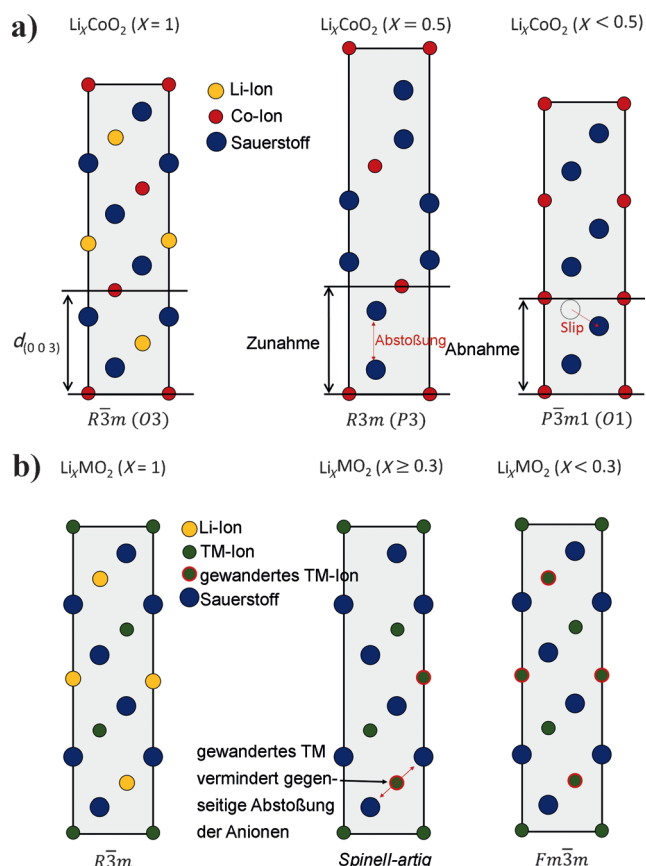 a)
LiₓCoO₂ (X = 1)
LiₓCoO₂ (X = 0.5)
LiₓCoO₂ (X < 0.5)
Li-Ion
Co-Ion
Sauerstoff
d(0 0 3)
Zunahme
Abstoßung
Abnahme
Slip
R3̅m (O3)
R3m (P3)
P3̅m1 (O1)
b)
LiₓMO₂ (X = 1)
LiₓMO₂ (X ≥ 0.3)
LiₓMO₂ (X < 0.3)
Li-Ion
TM-Ion
gewandertes TM-Ion
Sauerstoff
gewandertes TM
vermindert gegen-
seitige Abstoßung
der Anionen
R3̅m
Spinell-artig
Fm3̅m